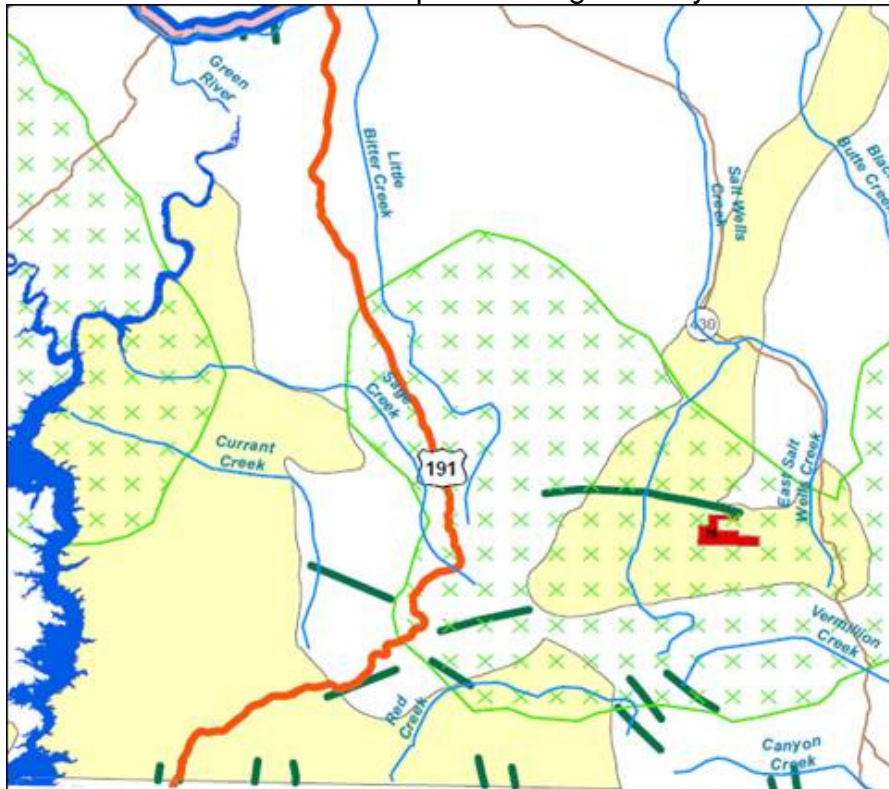 Green
River
Little
Bitter Creek
Salt Wells
Creek
Black
Butte Creek
430
Sage
Creek
Currant
Creek
191
East Salt
Wells Creek
Vermillion
Creek
Red
Creek
Canyon
Creek